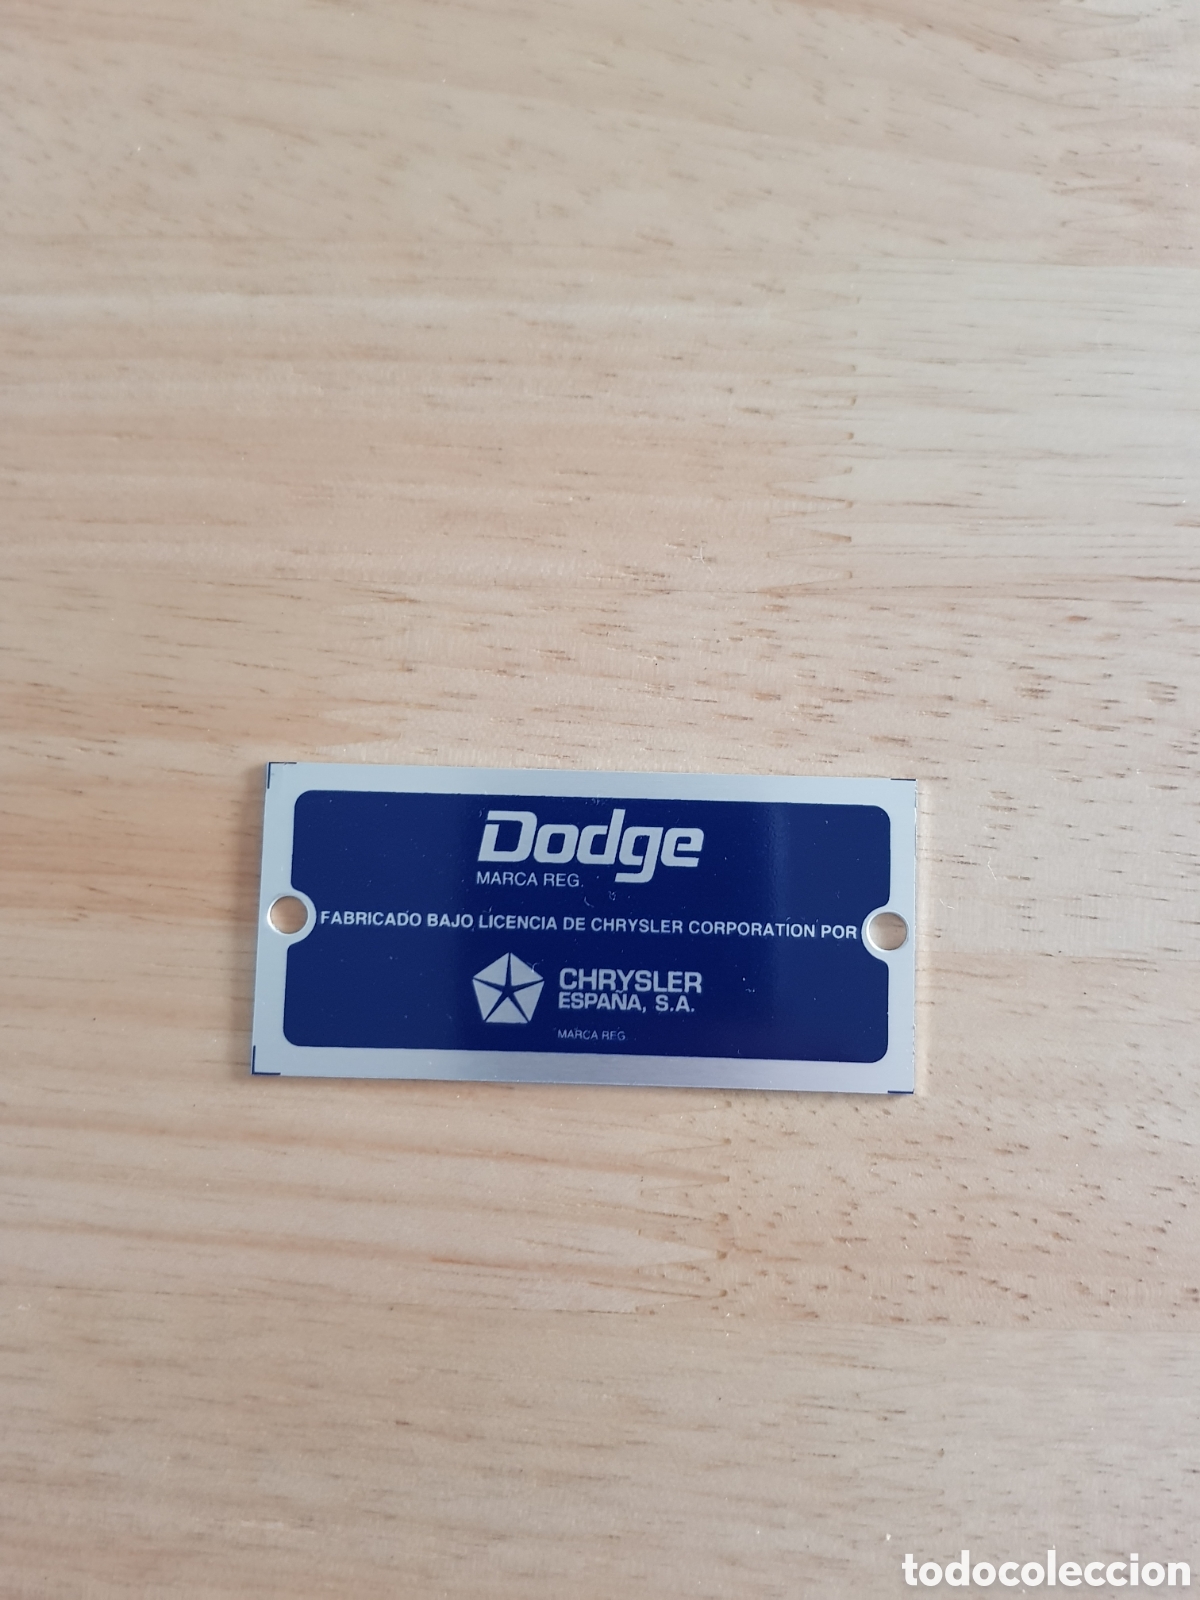 Dodge
MARCA REG.
FABRICADO BAJO LICENCIA DE CHRYSLER CORPORATION POR
CHRYSLER
ESPAÑA, S.A.
MARCA REG.
todocoleccion